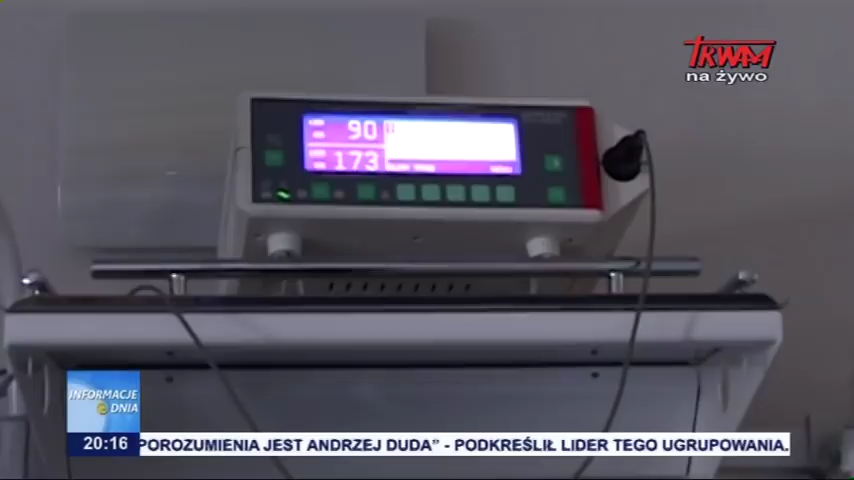 TRWAM
na żywo
90
173
INFORMACJE
DNIA
20:16
POROZUMIENIA JEST ANDRZEJ DUDA” - PODKREŚLIŁ LIDER TEGO UGRUPOWANIA.